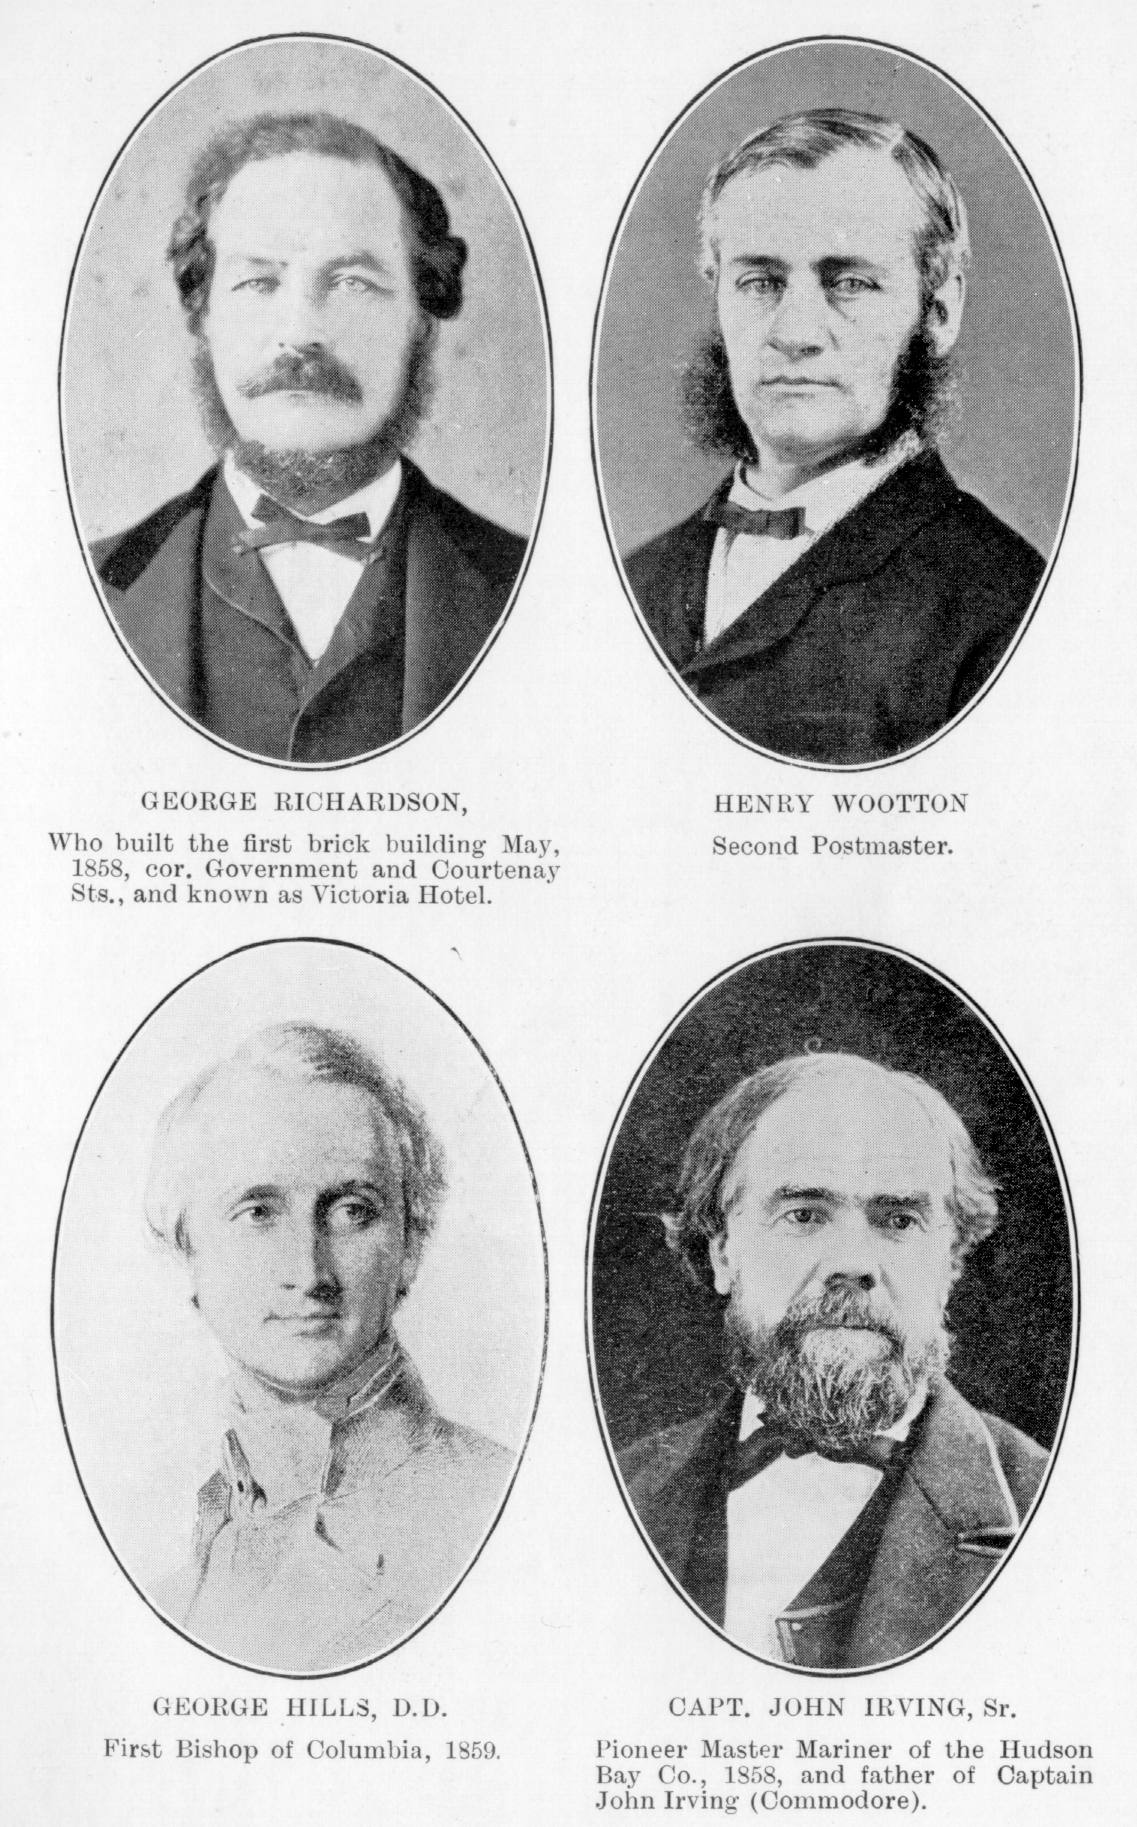 GEORGE RICHARDSON,
Who built the first brick building May,
1858, cor. Government and Courtenay
Sts., and known as Victoria Hotel.
HENRY WOOTTON
Second Postmaster.
GEORGE HILLS, D.D.
First Bishop of Columbia, 1859.
CAPT. JOHN IRVING, Sr.
Pioneer Master Mariner of the Hudson
Bay Co., 1858, and father of Captain
John Irving (Commodore).